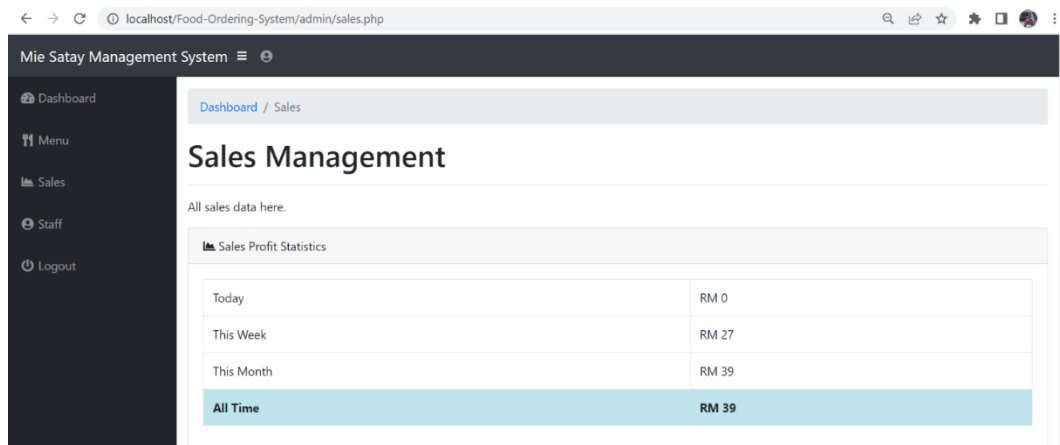 localhost/Food-Ordering-System/admin/sales.php
Mie Satay Management System
Dashboard
Menu
Sales
Staff
Logout
Dashboard / Sales
Sales Management
All sales data here.
Sales Profit Statistics
Today RM 0
This Week RM 27
This Month RM 39
All Time RM 39